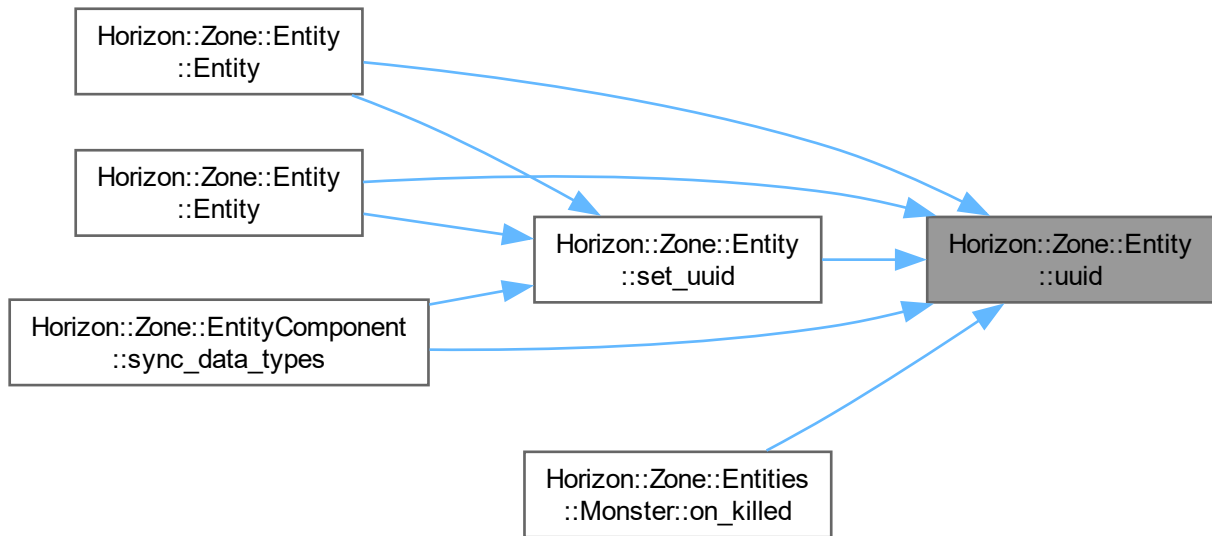 Horizon::Zone::Entity
::Entity
Horizon::Zone::Entity
::Entity
Horizon::Zone::Entity
::set_uuid
Horizon::Zone::Entity
::uuid
Horizon::Zone::EntityComponent
::sync_data_types
Horizon::Zone::Entities
::Monster::on_killed